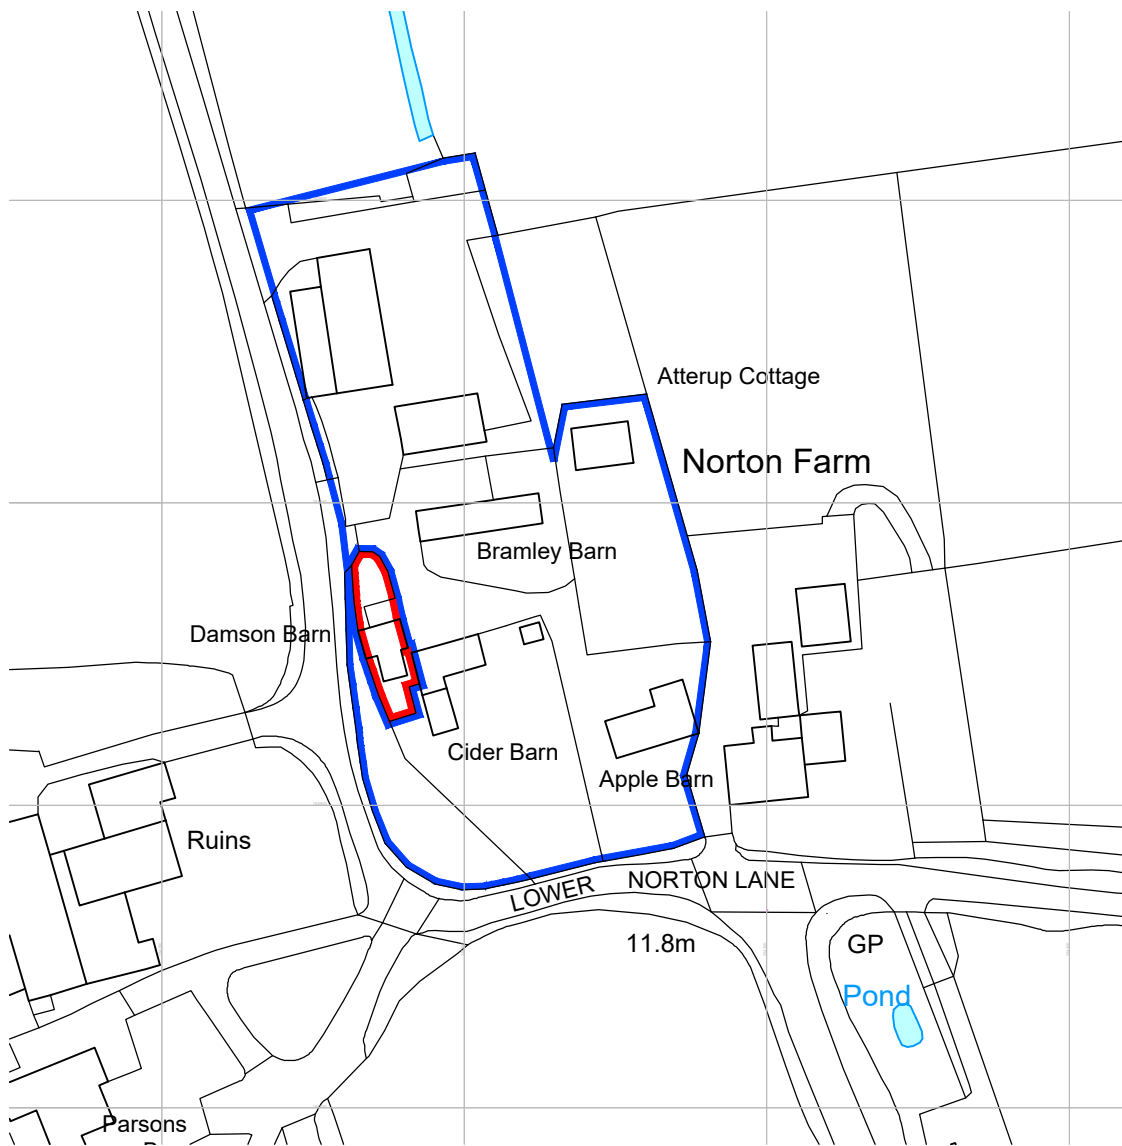 Atterup Cottage
Norton Farm
Bramley Barn
Damson Barn
Cider Barn
Apple Barn
Ruins
LOWER
NORTON LANE
11.8m
GP
Pond
Parsons